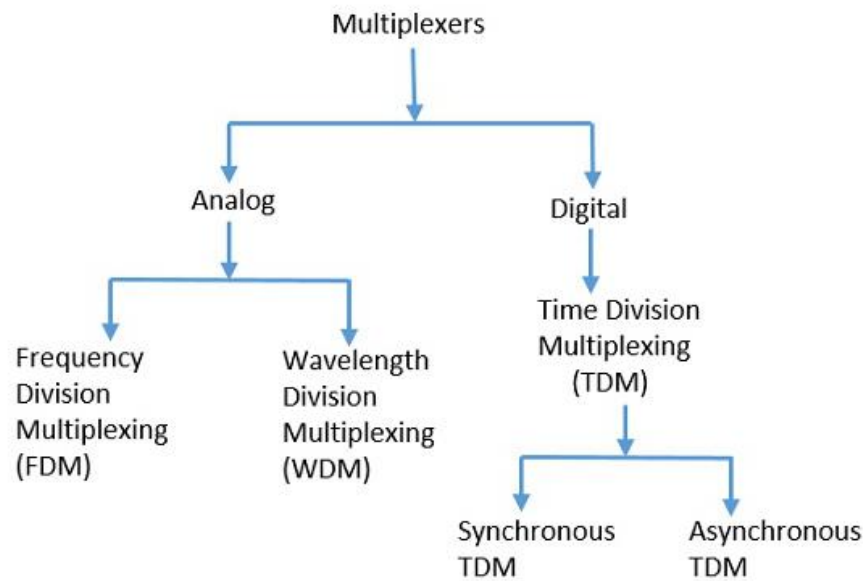 Multiplexers
Analog
Digital
Frequency
Division
Multiplexing
(FDM)
Wavelength
Division
Multiplexing
(WDM)
Time Division
Multiplexing
(TDM)
Synchronous
TDM
Asynchronous
TDM